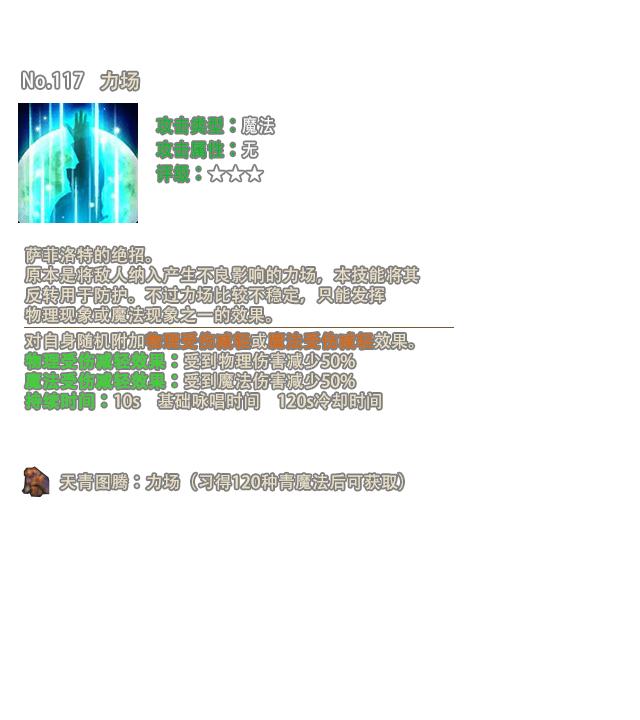 No.117 力场
攻击类型：魔法
攻击属性：无
评级：★★★
萨菲洛特的绝招。
原本是将敌人纳入产生不良影响的力场，本技能将其
反转用于防护。不过力场比较不稳定，只能发挥
物理现象或魔法现象之一的效果。
对自身随机附加物理受伤减轻或魔法受伤减轻效果。
物理受伤减轻效果：受到物理伤害减少50%
魔法受伤减轻效果：受到魔法伤害减少50%
持续时间：10s 基础咏唱时间 120s冷却时间
天青图腾：力场（习得120种青魔法后可获取）